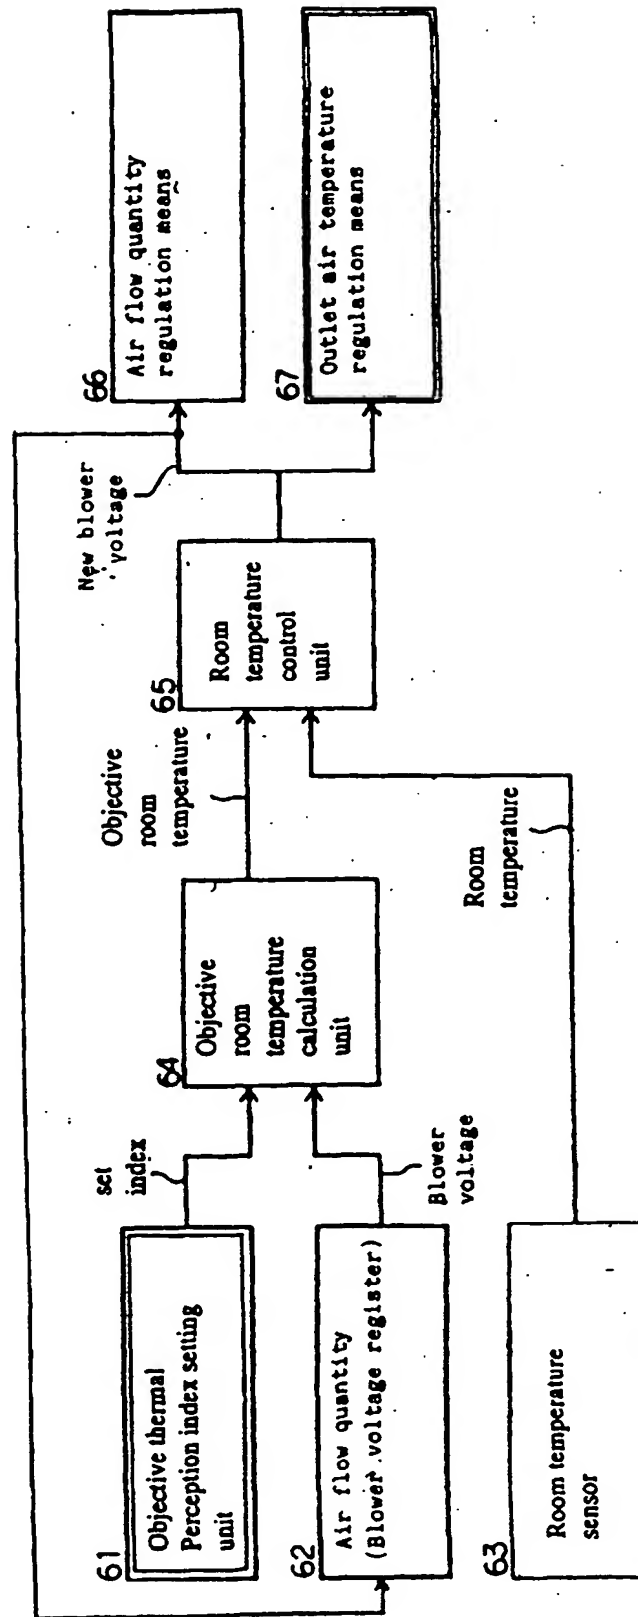 61
Objective thermal
Perception index setting
unit
62
Air flow quantity
(Blower voltage register)
63
Room temperature
sensor
set
index
Blower
voltage
64
Objective
room
temperature
calculation
unit
Objective
room
temperature
Room
temperature
65
Room
temperature
control
unit
New blower
voltage
66
Air flow quantity
regulation means
67
Outlet air temperature
regulation means